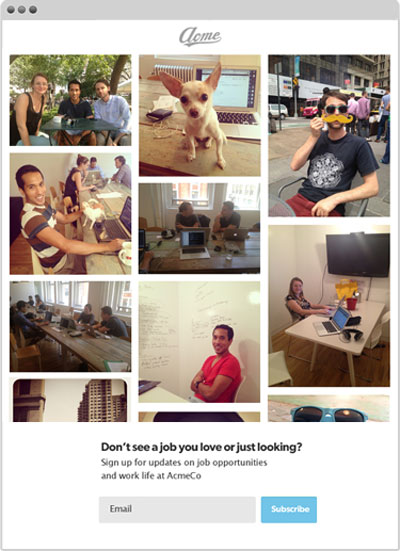 Acme
Don't see a job you love or just looking?
Sign up for updates on job opportunities
and work life at AcmeCo
Email
Subscribe